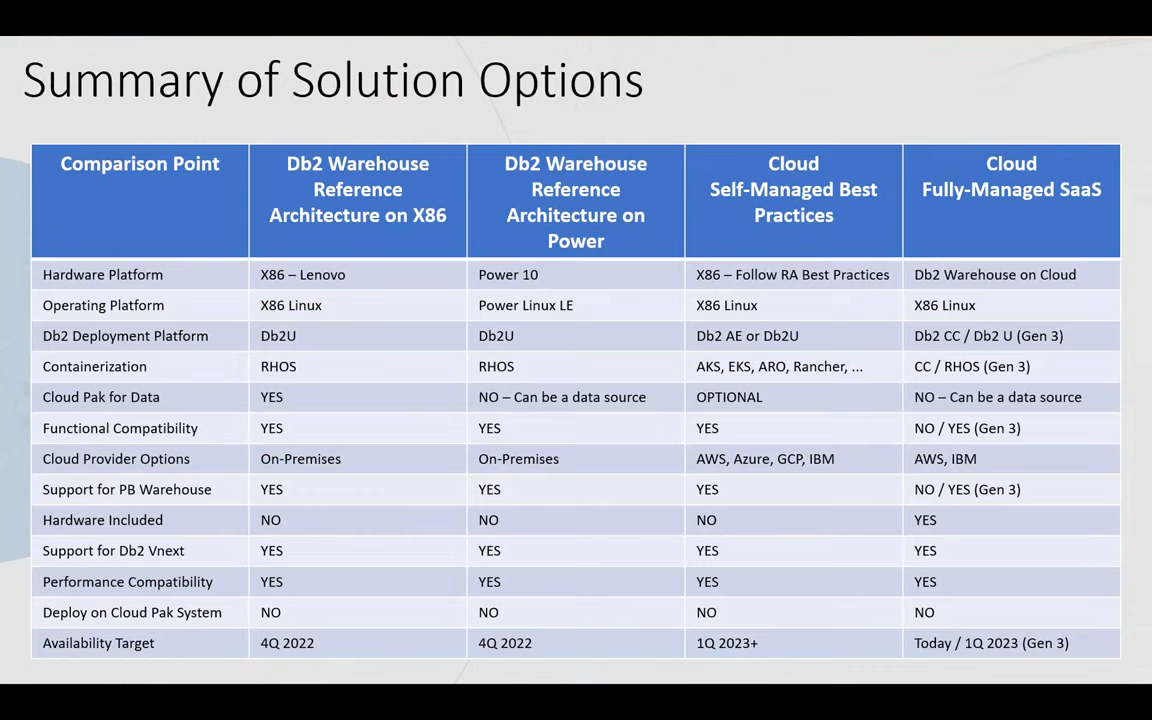 Summary of Solution Options
Comparison Point | Db2 Warehouse Reference Architecture on X86 | Db2 Warehouse Reference Architecture on Power | Cloud Self-Managed Best Practices | Cloud Fully-Managed SaaS
Hardware Platform | X86 – Lenovo | Power 10 | X86 – Follow RA Best Practices | Db2 Warehouse on Cloud
Operating Platform | X86 Linux | Power Linux LE | X86 Linux | X86 Linux
Db2 Deployment Platform | Db2U | Db2U | Db2 AE or Db2U | Db2 CC / Db2 U (Gen 3)
Containerization | RHOS | RHOS | AKS, EKS, ARO, Rancher, ... | CC / RHOS (Gen 3)
Cloud Pak for Data | YES | NO – Can be a data source | OPTIONAL | NO – Can be a data source
Functional Compatibility | YES | YES | YES | NO / YES (Gen 3)
Cloud Provider Options | On-Premises | On-Premises | AWS, Azure, GCP, IBM | AWS, IBM
Support for PB Warehouse | YES | YES | YES | NO / YES (Gen 3)
Hardware Included | NO | NO | NO | YES
Support for Db2 Vnext | YES | YES | YES | YES
Performance Compatibility | YES | YES | YES | YES
Deploy on Cloud Pak System | NO | NO | NO | NO
Availability Target | 4Q 2022 | 4Q 2022 | 1Q 2023+ | Today / 1Q 2023 (Gen 3)